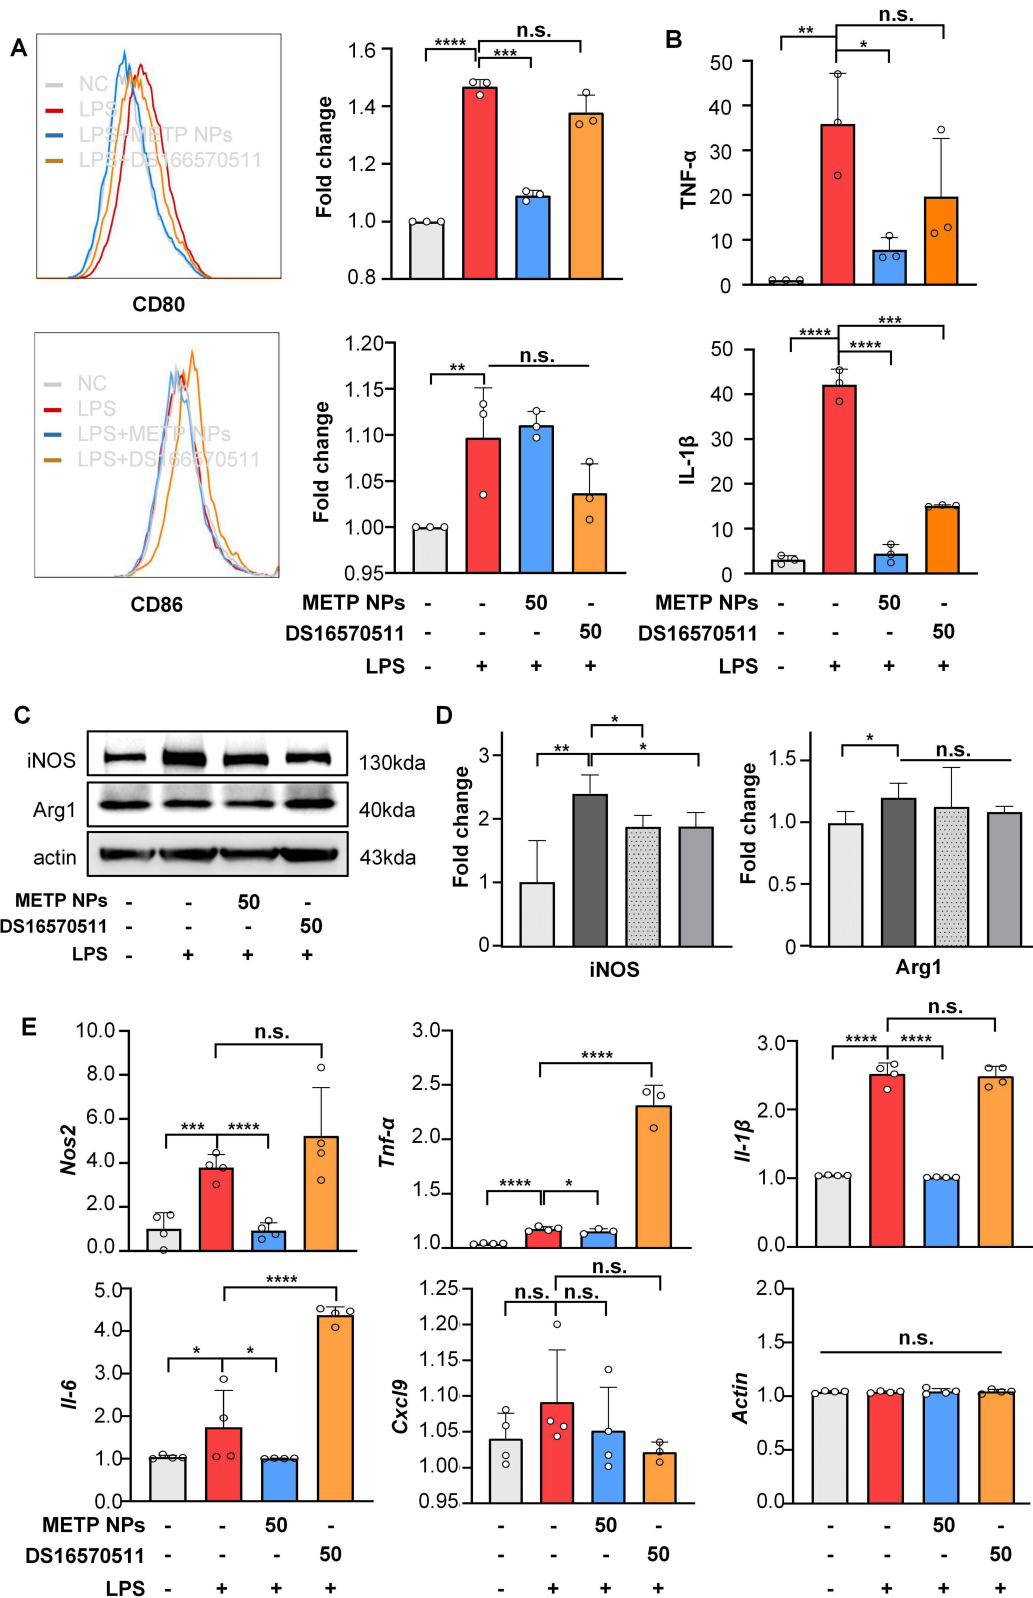 A
NC
LPS
LPS+METP NPs
LPS+DS166570511
CD80
Fold change
1.6
1.4
1.2
1.0
0.8
****
***
n.s.
B
TNF-α
50
40
30
20
10
0
**
*
n.s.
NC
LPS
LPS+METP NPs
LPS+DS166570511
CD86
Fold change
1.20
1.15
1.10
1.05
1.00
0.95
**
n.s.
IL-1β
50
40
30
20
10
0
****
****
***
METP NPs - - 50 -
DS16570511 - - - 50
LPS - + + +
METP NPs - - 50 -
DS16570511 - - - 50
LPS - + + +
C
iNOS 130kda
Arg1 40kda
actin 43kda
METP NPs - - 50 -
DS16570511 - - - 50
LPS - + + +
D
Fold change
3
2
1
0
**
*
*
iNOS
Fold change
1.5
1.0
0.5
0
*
n.s.
Arg1
E
Nos2
10.0
8.0
6.0
4.0
2.0
0.0
***
****
n.s.
Tnf-α
3.0
2.0
1.5
1.0
****
*
****
Il-1β
3.0
2.0
1.0
0.0
****
****
n.s.
Il-6
5.0
4.0
3.0
2.0
1.0
0.0
*
*
****
Cxcl9
1.25
1.20
1.15
1.10
1.05
1.00
0.95
n.s.
n.s.
n.s.
Actin
2.0
1.5
1.0
0.5
0.0
n.s.
METP NPs - - 50 - - - 50 - - - 50 -
DS16570511 - - - 50 - - - 50 - - - 50
LPS - + + + - + + + - + + +